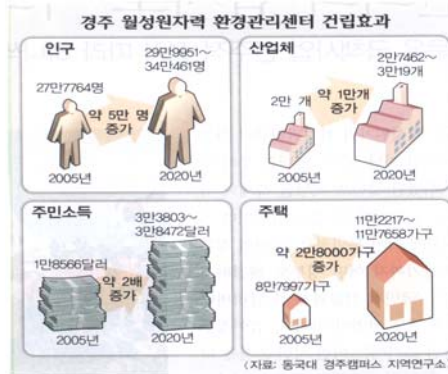 경주 월성원자력 환경관리센터 건립효과
인구
27만7764명
2005년
약 5만 명
증가
29만9951~
34만461명
2020년
산업체
2만 개
2005년
약 1만개
증가
2만7462~
3만19개
2020년
주민소득
1만8566달러
2005년
약 2배
증가
3만3803~
3만8472달러
2020년
주택
8만7997가구
2005년
약 2만8000가구
증가
11만2217~
11만7658가구
2020년
(자료: 동국대 경주캠퍼스 지역연구소